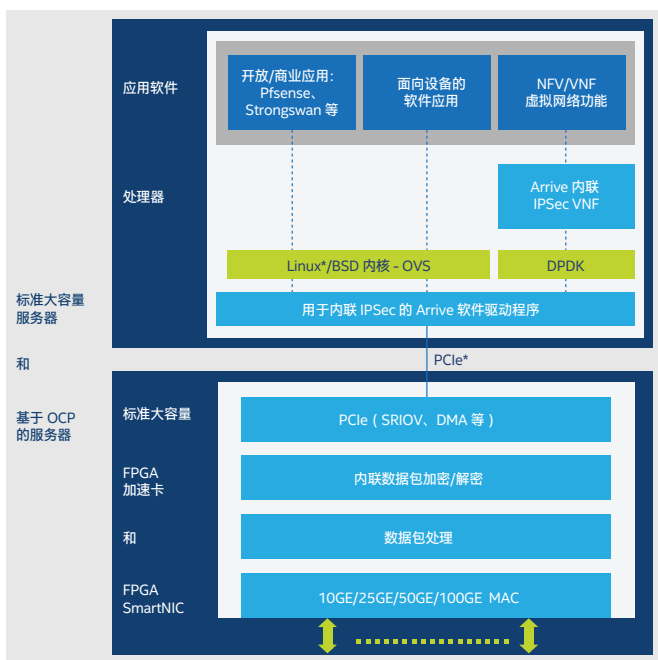 应用软件
开放/商业应用：
Pfsense、
Strongswan 等
面向设备的
软件应用
NFV/VNF
虚拟网络功能
处理器
Arrive 内联
IPSec VNF
Linux*/BSD 内核 - OVS
DPDK
用于内联 IPSec 的 Arrive 软件驱动程序
标准大容量
服务器
和
基于 OCP
的服务器
PCIe*
标准大容量
PCIe（SRIOV、DMA 等）
FPGA
加速卡
内联数据包加密/解密
和
数据包处理
FPGA
SmartNIC
10GE/25GE/50GE/100GE MAC